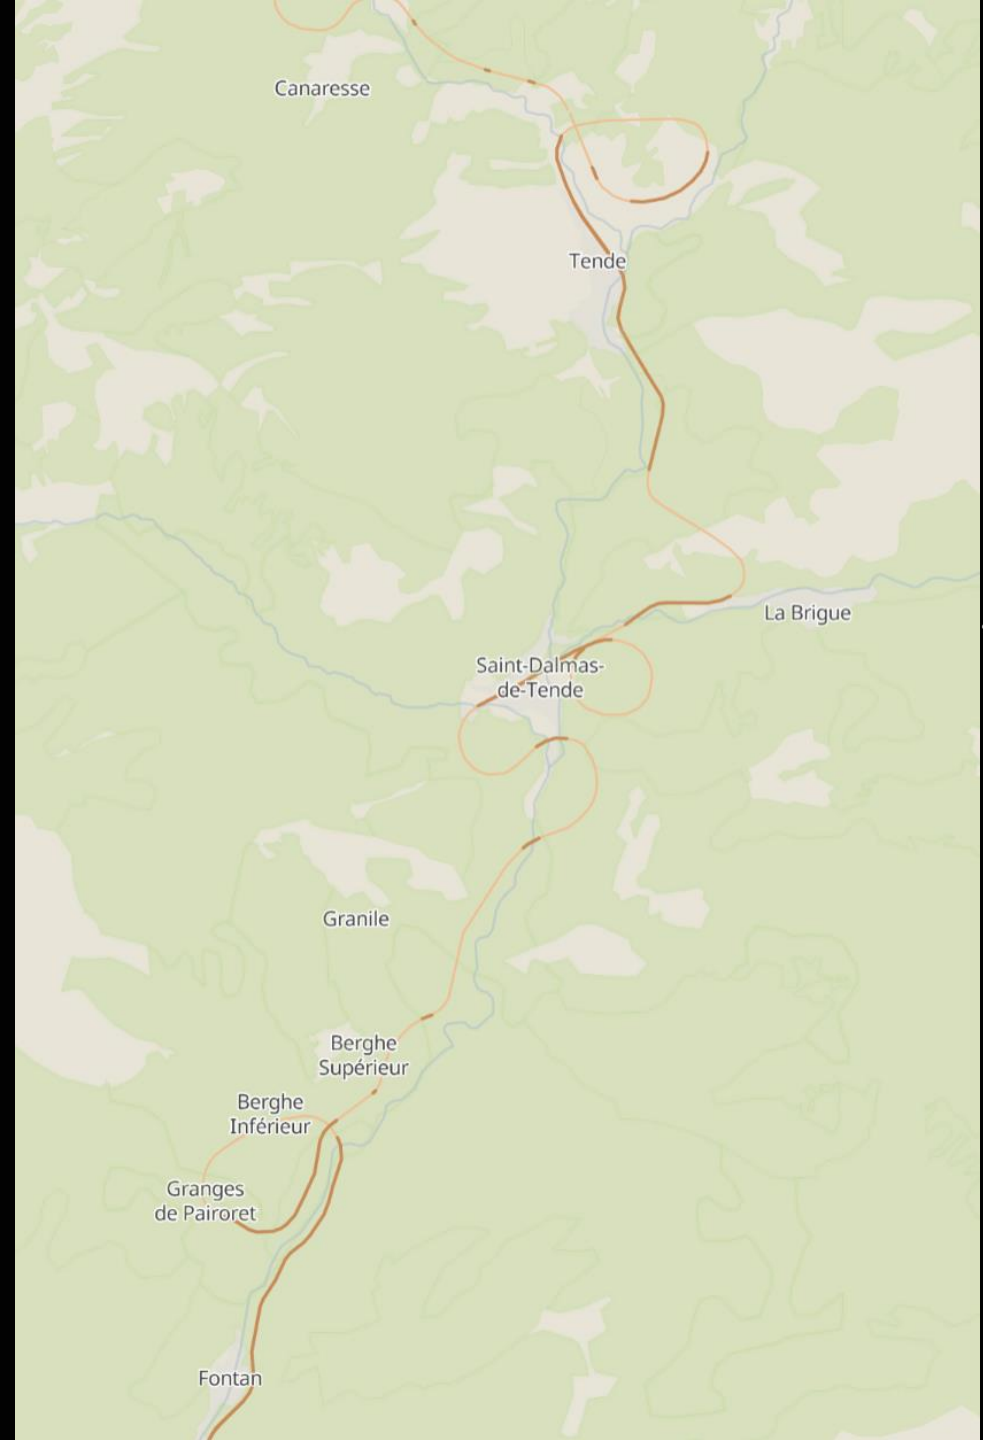 Canaresse
Tende
La Brigue
Saint-Dalmas-
de-Tende
Granile
Berghe
Supérieur
Berghe
Inférieur
Granges
de Pairoret
Fontan